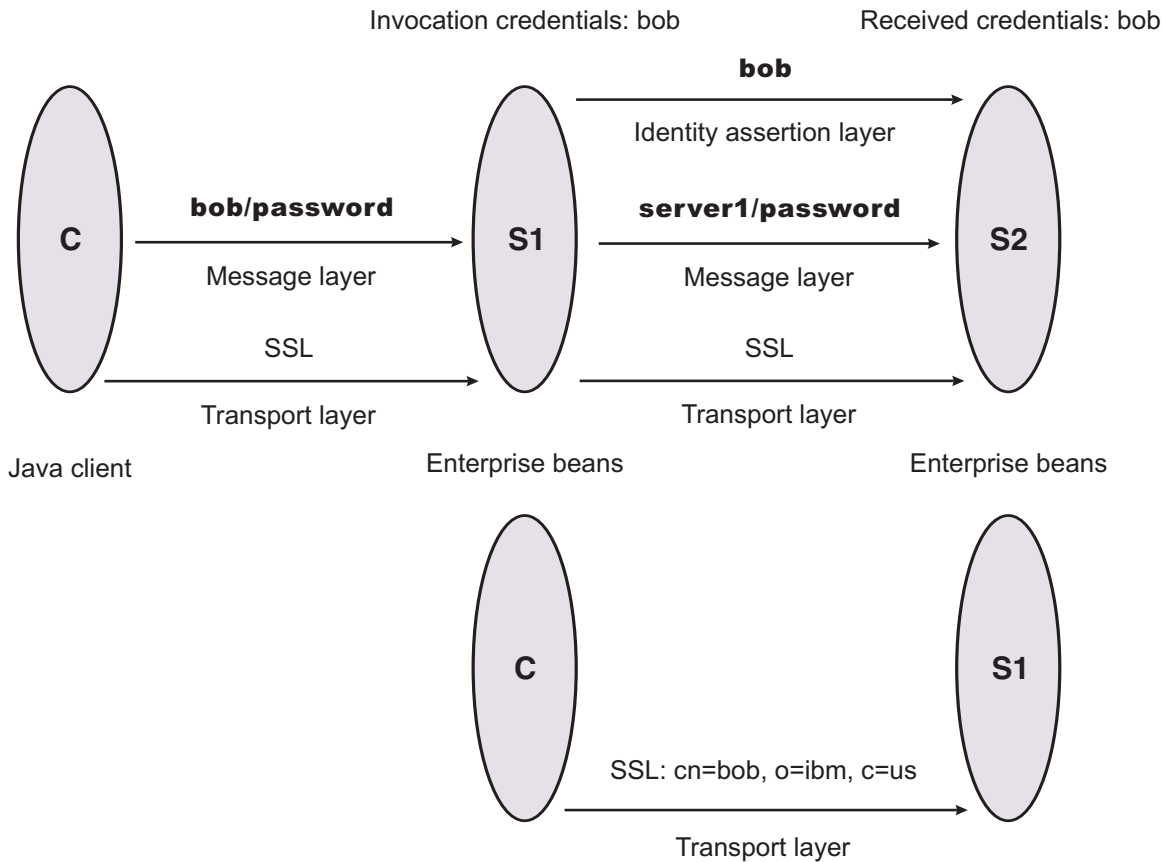 Invocation credentials: bob
Received credentials: bob
bob
Identity assertion layer
bob/password
server1/password
C
S1
S2
Message layer
Message layer
SSL
SSL
Transport layer
Transport layer
Java client
Enterprise beans
Enterprise beans
C
S1
SSL: cn=bob, o=ibm, c=us
Transport layer